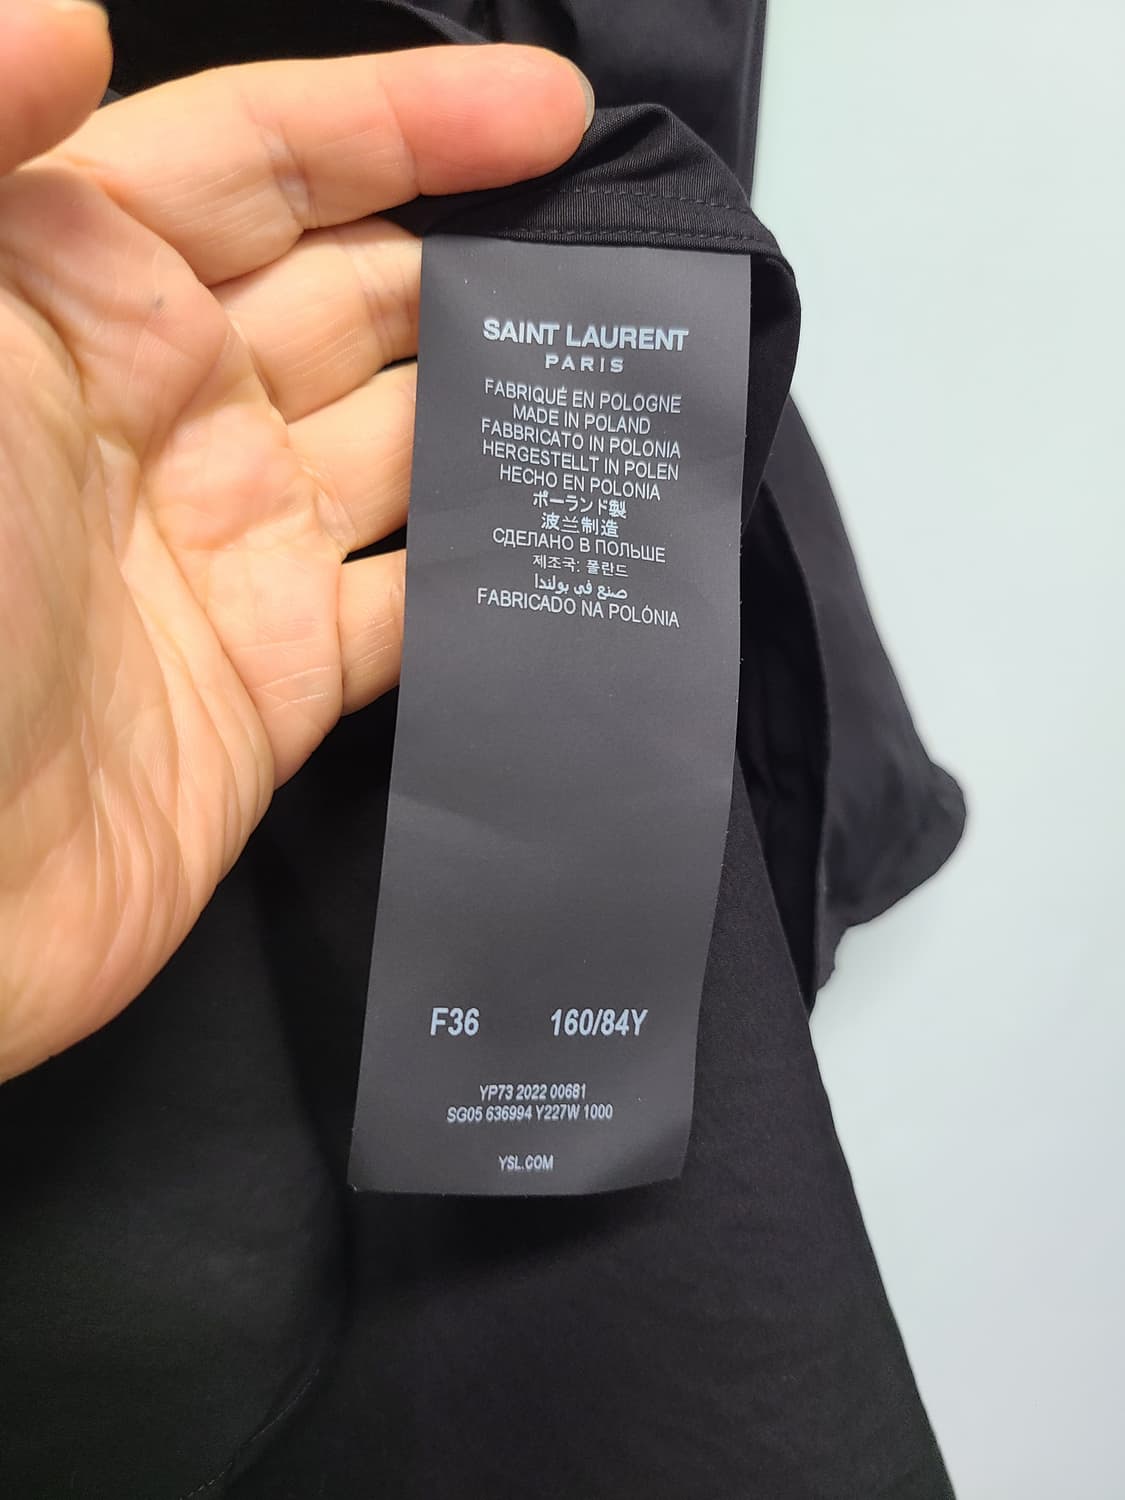 SAINT LAURENT
PARIS
FABRIQUÉ EN POLOGNE
MADE IN POLAND
FABBRICATO IN POLONIA
HERGESTELLT IN POLEN
HECHO EN POLONIA
ポーランド製
波兰制造
СДЕЛАНО В ПОЛЬШЕ
제조국: 폴란드
صنع في بولندا
FABRICADO NA POLÓNIA
F36 160/84Y
YP73 2022 00681
SG05 636994 Y227W 1000
YSL.COM